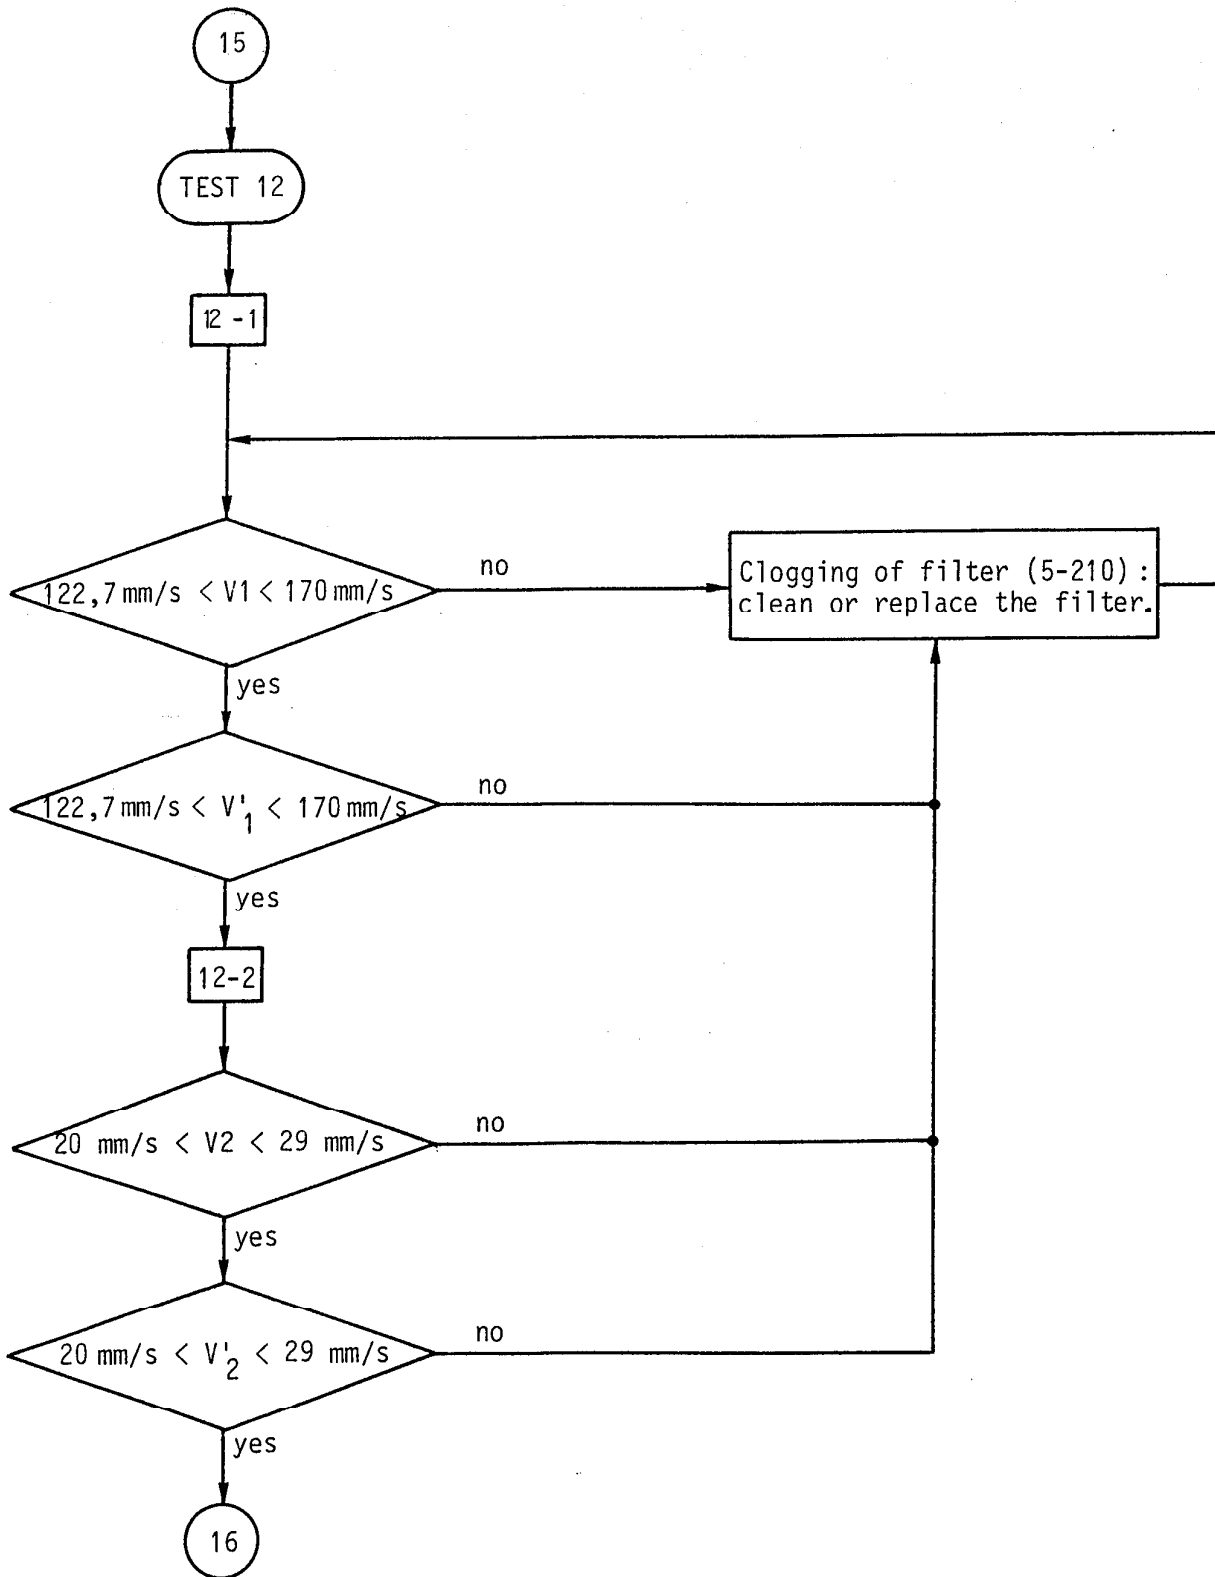 15
TEST 12
12-1
122,7 mm/s < V1 < 170 mm/s
no
Clogging of filter (5-210) :
clean or replace the filter.
yes
122,7 mm/s < V'1 < 170 mm/s
no
yes
12-2
20 mm/s < V2 < 29 mm/s
no
yes
20 mm/s < V'2 < 29 mm/s
no
yes
16